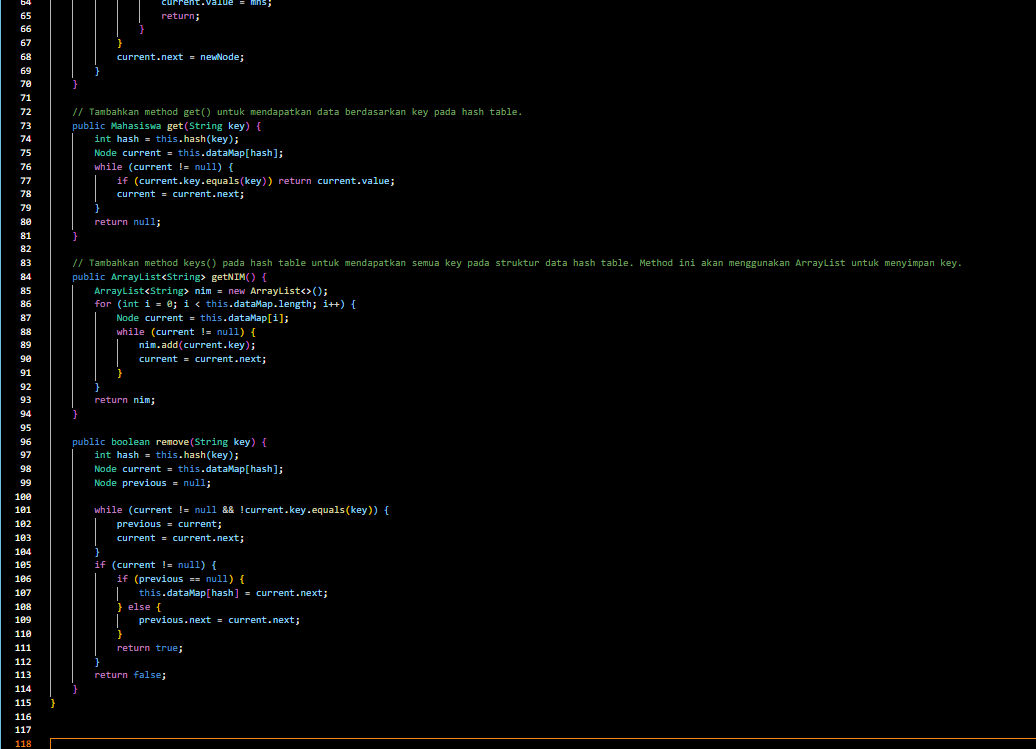 64 current.value = mhs;
65 return;
66 }
67 }
68 current.next = newNode;
69 }
70 }
71
72 // Tambahkan method get() untuk mendapatkan data berdasarkan key pada hash table.
73 public Mahasiswa get(String key) {
74 int hash = this.hash(key);
75 Node current = this.dataMap[hash];
76 while (current != null) {
77 if (current.key.equals(key)) return current.value;
78 current = current.next;
79 }
80 return null;
81 }
82
83 // Tambahkan method keys() pada hash table untuk mendapatkan semua key pada struktur data hash table. Method ini akan menggunakan ArrayList untuk menyimpan key.
84 public ArrayList<String> getNIM() {
85 ArrayList<String> nim = new ArrayList<>();
86 for (int i = 0; i < this.dataMap.length; i++) {
87 Node current = this.dataMap[i];
88 while (current != null) {
89 nim.add(current.key);
90 current = current.next;
91 }
92 }
93 return nim;
94 }
95
96 public boolean remove(String key) {
97 int hash = this.hash(key);
98 Node current = this.dataMap[hash];
99 Node previous = null;
100
101 while (current != null && !current.key.equals(key)) {
102 previous = current;
103 current = current.next;
104 }
105 if (current != null) {
106 if (previous == null) {
107 this.dataMap[hash] = current.next;
108 } else {
109 previous.next = current.next;
110 }
111 return true;
112 }
113 return false;
114 }
115 }
116
117
118